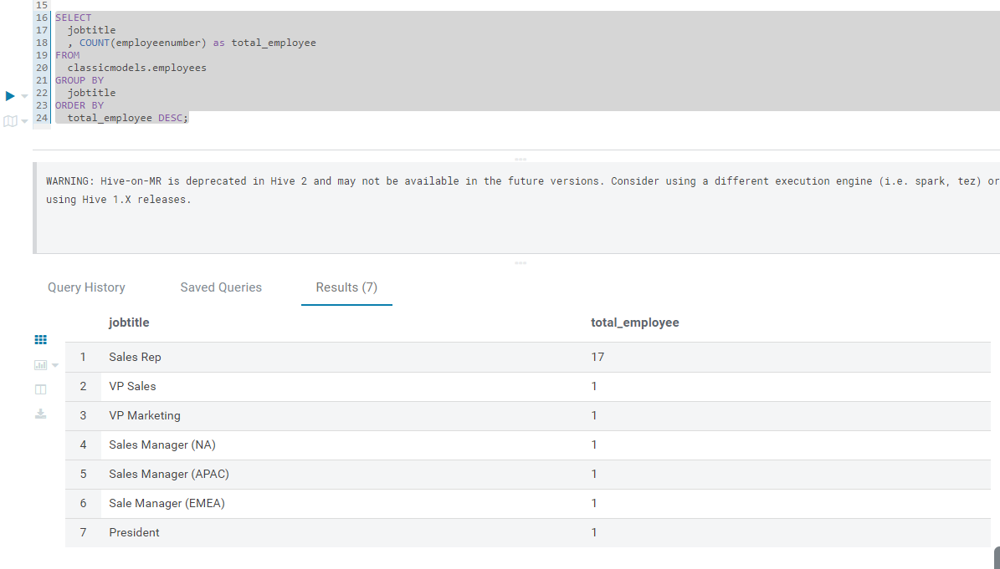 15
16 SELECT
17 jobtitle
18 , COUNT(employeenumber) as total_employee
19 FROM
20 classicmodels.employees
21 GROUP BY
22 jobtitle
23 ORDER BY
24 total_employee DESC;
WARNING: Hive-on-MR is deprecated in Hive 2 and may not be available in the future versions. Consider using a different execution engine (i.e. spark, tez) or
using Hive 1.X releases.
Query History Saved Queries Results (7)
jobtitle total_employee
1 Sales Rep 17
2 VP Sales 1
3 VP Marketing 1
4 Sales Manager (NA) 1
5 Sales Manager (APAC) 1
6 Sale Manager (EMEA) 1
7 President 1